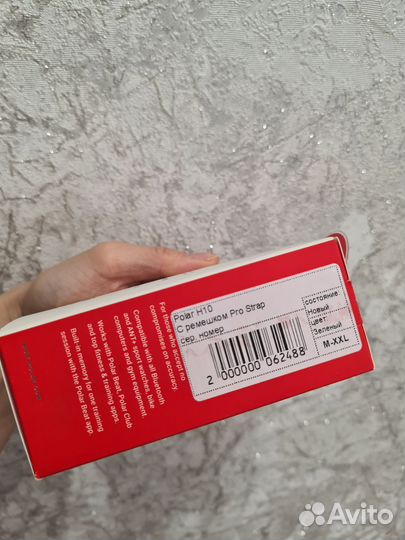 For those who accept no
compromises on accuracy.
Compatible with all Bluetooth
and ANT+ sportwatches, bike
computers and gym equipment.
Works with Polar Beat, Polar Club
and top fitness & training apps.
Built-in memory for one training
session with the Polar Beat app.
Polar H10
С ремешком Pro Strap
сер. номер
2 000000 062488
состояние:
Новый
цвет:
Зеленый
M-XXL
Avito